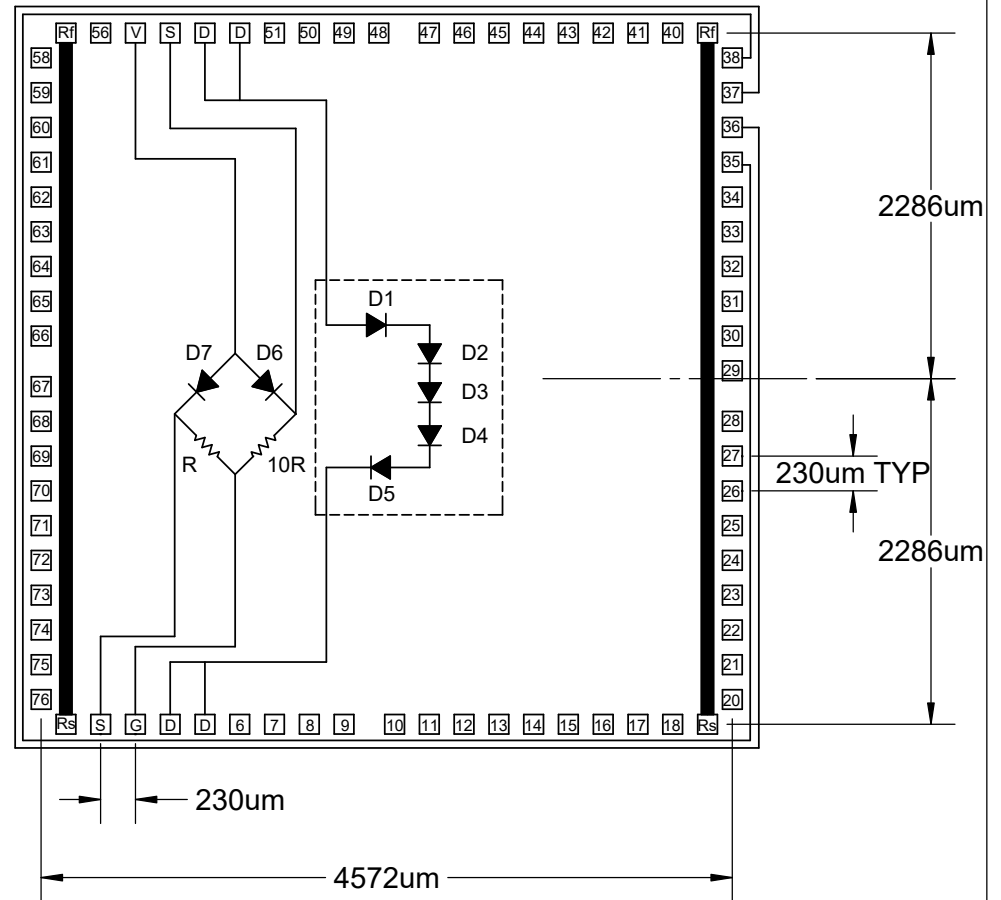 Rf 56 V S D D 51 50 49 48 47 46 45 44 43 42 41 40 Rf
58 38
59 37
60 36
61 35
62 34
2286um
63 33
64 32
65 31
D1
66 30
D7 D6 D2
29
67
D3
68 28
D4
69 27
R 10R
230um TYP
D5
70 26
71 25
2286um
72 24
73 23
74 22
75 21
76 20
Rs S G D D 6 7 8 9 10 11 12 13 14 15 16 17 18 Rs
230um
4572um